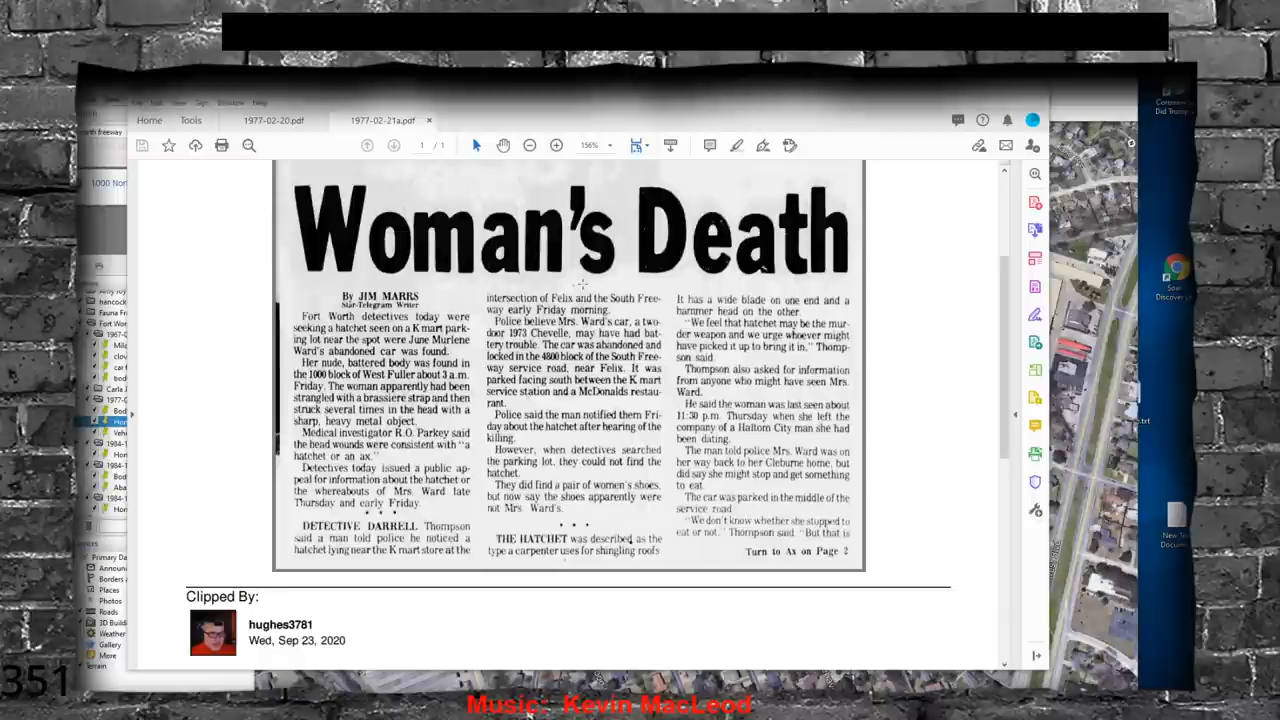 Home
Tools
1977-02-20.pdf
1977-02-21a.pdf
1 / 1
156%
Woman's Death
By JIM MARRS
Star-Telegram Writer
Fort Worth detectives today were
seeking a hatchet seen on a K mart park-
ing lot near the spot were June Murlene
Ward's abandoned car was found.
Her nude, battered body was found in
the 1000 block of West Fuller about 3 a.m.
Friday. The woman apparently had been
strangled with a brassiere strap and then
struck several times in the head with a
sharp, heavy metal object.
Medical investigator R.O. Parkey said
the head wounds were consistent with "a
hatchet or an ax."
Detectives today issued a public ap-
peal for information about the hatchet or
the whereabouts of Mrs. Ward late
Thursday and early Friday.
* * *
DETECTIVE DARRELL Thompson
said a man told police he noticed a
hatchet lying near the K mart store at the
intersection of Felix and the South Free-
way early Friday morning.
Police believe Mrs. Ward's car, a two-
door 1973 Chevelle, may have had bat-
tery trouble. The car was abandoned and
locked in the 4800 block of the South Free-
way service road, near Felix. It was
parked facing south between the K mart
service station and a McDonalds restau-
rant.
Police said the man notified them Fri-
day about the hatchet after hearing of the
killing.
However, when detectives searched
the parking lot, they could not find the
hatchet.
They did find a pair of women's shoes,
but now say the shoes apparently were
not Mrs. Ward's.
* * *
THE HATCHET was described as the
type a carpenter uses for shingling roofs
It has a wide blade on one end and a
hammer head on the other.
"We feel that hatchet may be the mur-
der weapon and we urge whoever might
have picked it up to bring it in," Thomp-
son said.
Thompson also asked for information
from anyone who might have seen Mrs.
Ward.
He said the woman was last seen about
11:30 p.m. Thursday when she left the
company of a Haltom City man she had
been dating.
The man told police Mrs. Ward was on
her way back to her Cleburne home, but
did say she might stop and get something
to eat.
The car was parked in the middle of the
service road
"We don't know whether she stopped to
eat or not." Thompson said. "But that is
Turn to Ax on Page 2
Clipped By:
hughes3781
Wed, Sep 23, 2020
351
Music: Kevin MacLeod